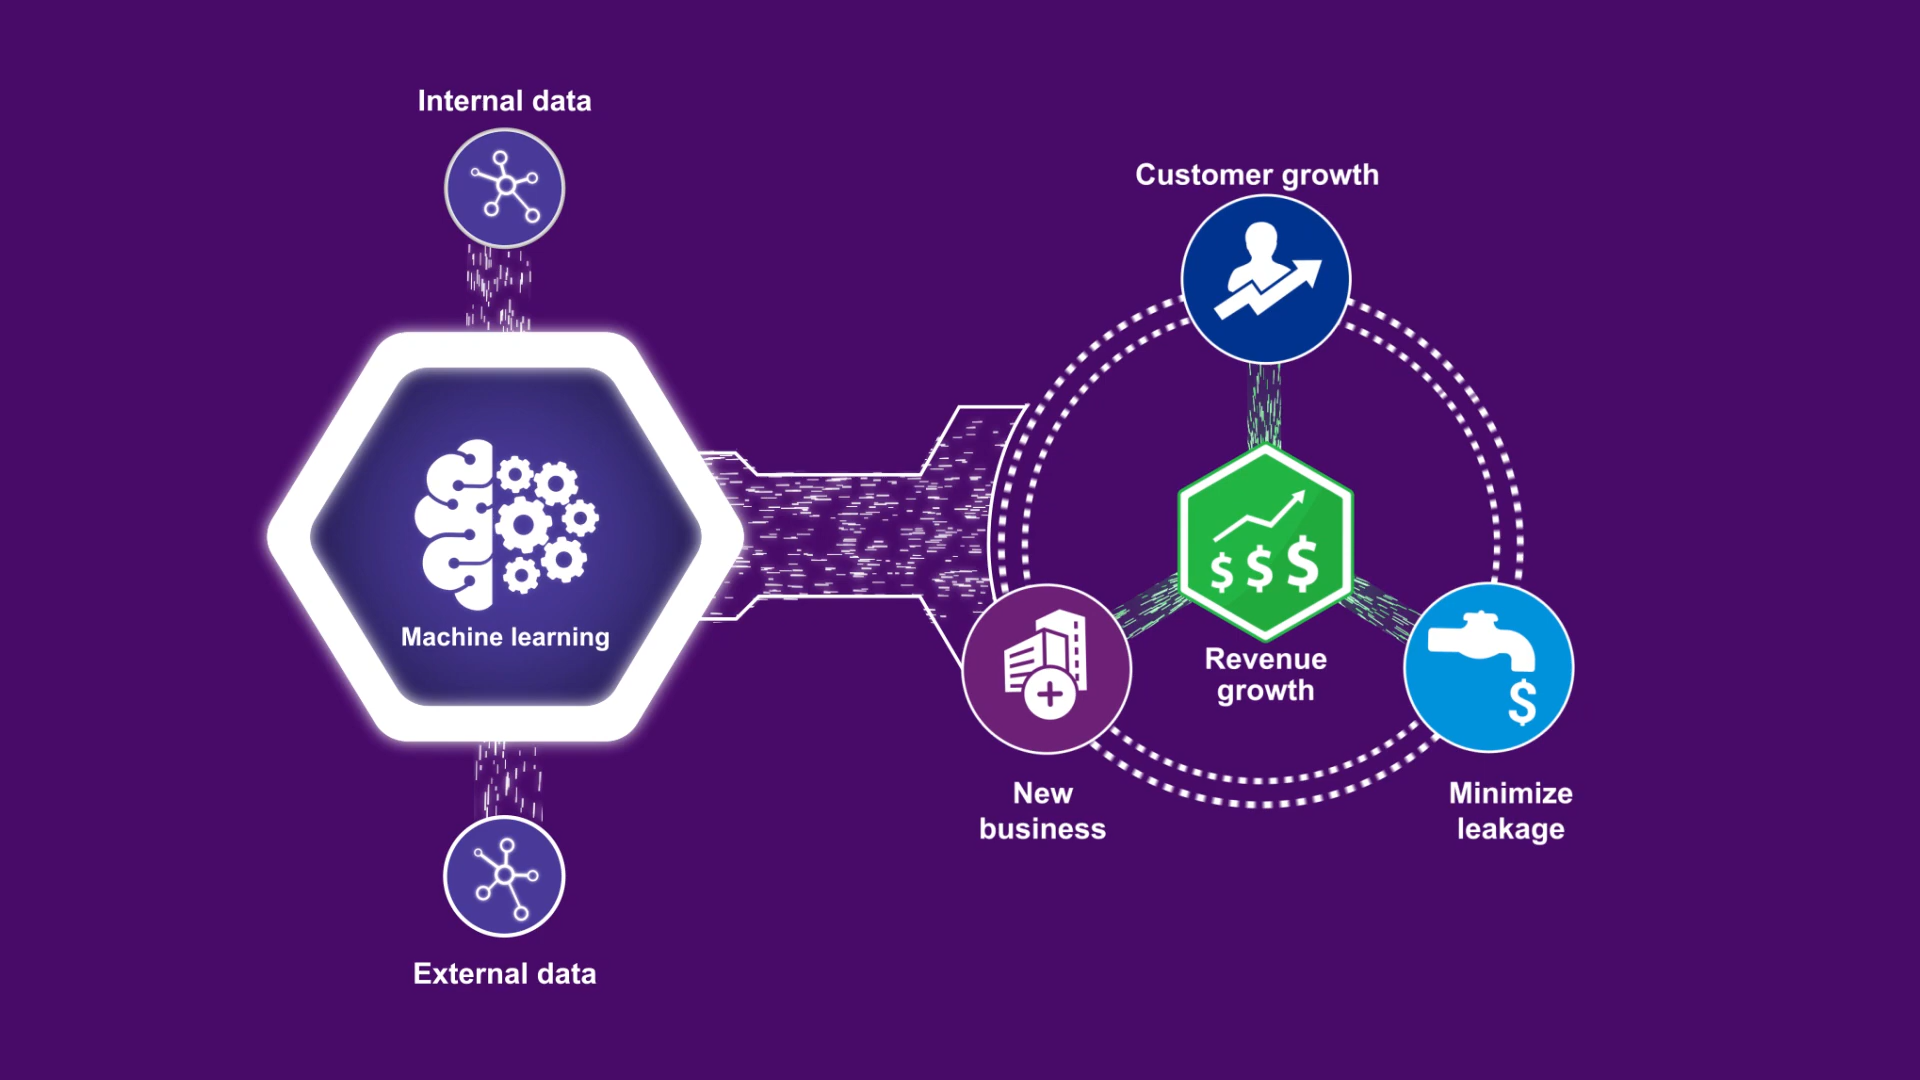 Internal data
Customer growth
Machine learning
$ $ $
Revenue
growth
$
New
business
Minimize
leakage
External data